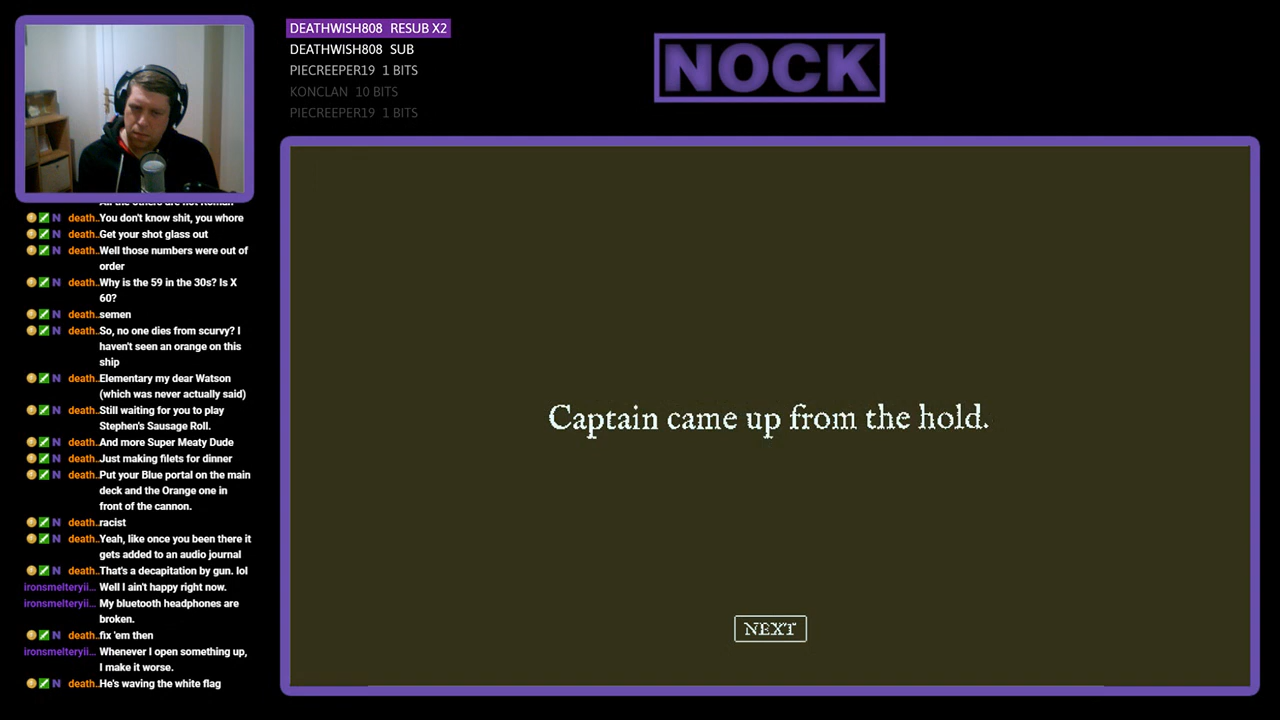 DEATHWISH808 RESUB X2
DEATHWISH808 SUB
PIECREEPER19 1 BITS
KONCLAN 10 BITS
PIECREEPER19 1 BITS
NOCK
All the others are not Roman
death.. You don't know shit, you whore
death.. Get your shot glass out
death.. Well those numbers were out of
order
death.. Why is the 59 in the 30s? Is X
60?
death.. semen
death.. So, no one dies from scurvy? I
haven't seen an orange on this
ship
death.. Elementary my dear Watson
(which was never actually said)
death.. Still waiting for you to play
Stephen's Sausage Roll.
death.. And more Super Meaty Dude
death.. Just making filets for dinner
death.. Put your Blue portal on the main
deck and the Orange one in
front of the cannon.
death.. racist
death.. Yeah, like once you been there it
gets added to an audio journal
death.. That's a decapitation by gun. lol
ironsmelteryii... Well I ain't happy right now.
ironsmelteryii... My bluetooth headphones are
broken.
death.. fix 'em then
ironsmelteryii... Whenever I open something up,
I make it worse.
death.. He's waving the white flag
Captain came up from the hold.
NEXT